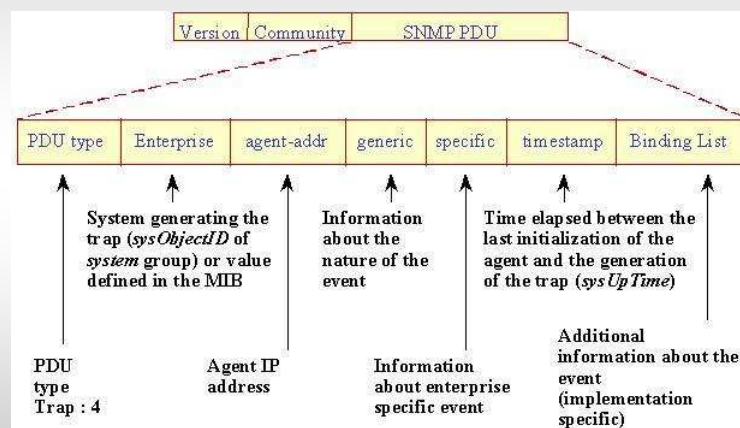 Version Community SNMP PDU
PDU type Enterprise agent-addr generic specific timestamp Binding List
System generating the
trap (sysObjectID of
system group) or value
defined in the MIB
Information
about the
nature of the
event
Time elapsed between the
last initialization of the
agent and the generation
of the trap (sysUpTime)
PDU
type
Trap : 4
Agent IP
address
Information
about enterprise
specific event
Additional
information about the
event
(implementation
specific)